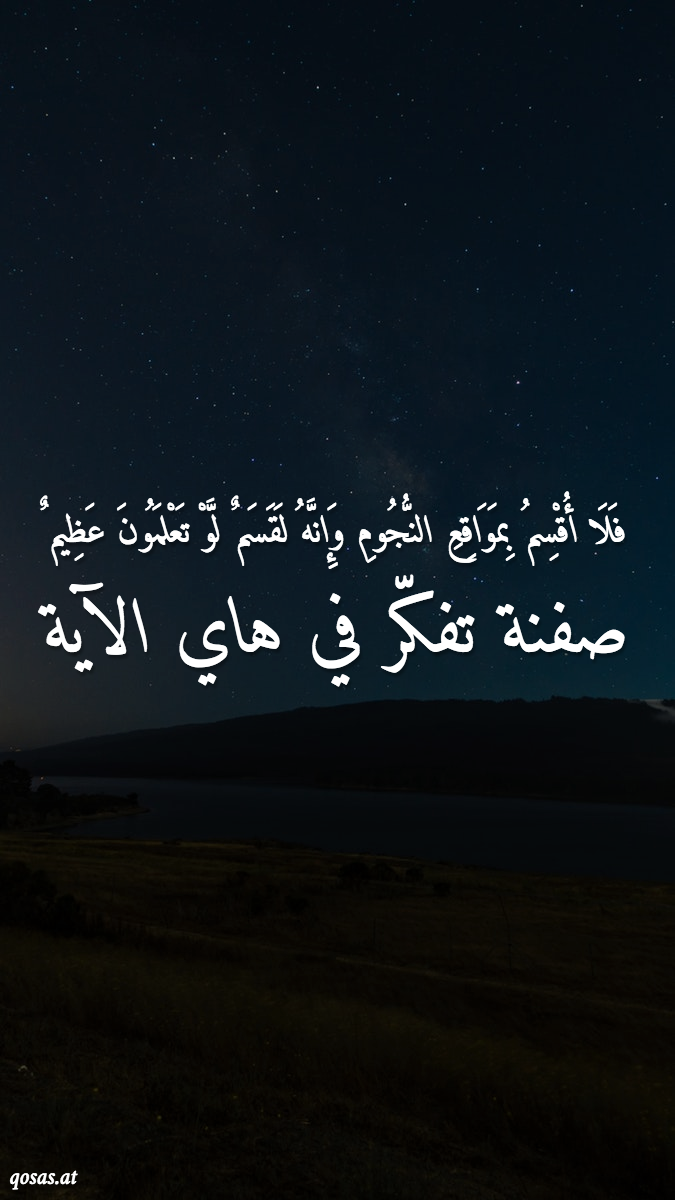 فَلَا أُقْسِمُ بِمَوَاقِعِ النُّجُومِ وَإِنَّهُ لَقَسَمٌ لَّوْ تَعْلَمُونَ عَظِيمٌ
صفنة تفكّر في هاي الآية
qosas.at